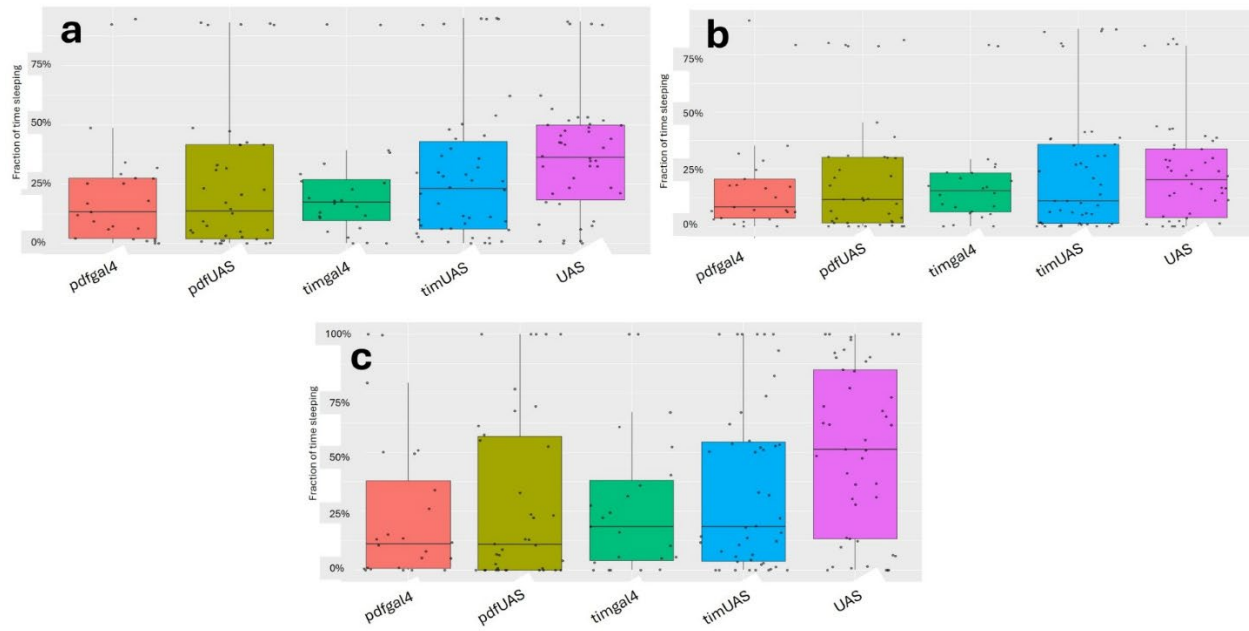 a
Fraction of time sleeping
75%
50%
25%
0%
pdfgal4
pdfUAS
timgal4
timUAS
UAS
b
Fraction of time sleeping
75%
50%
25%
0%
pdfgal4
pdfUAS
timgal4
timUAS
UAS
c
Fraction of time sleeping
100%
75%
50%
25%
0%
pdfgal4
pdfUAS
timgal4
timUAS
UAS